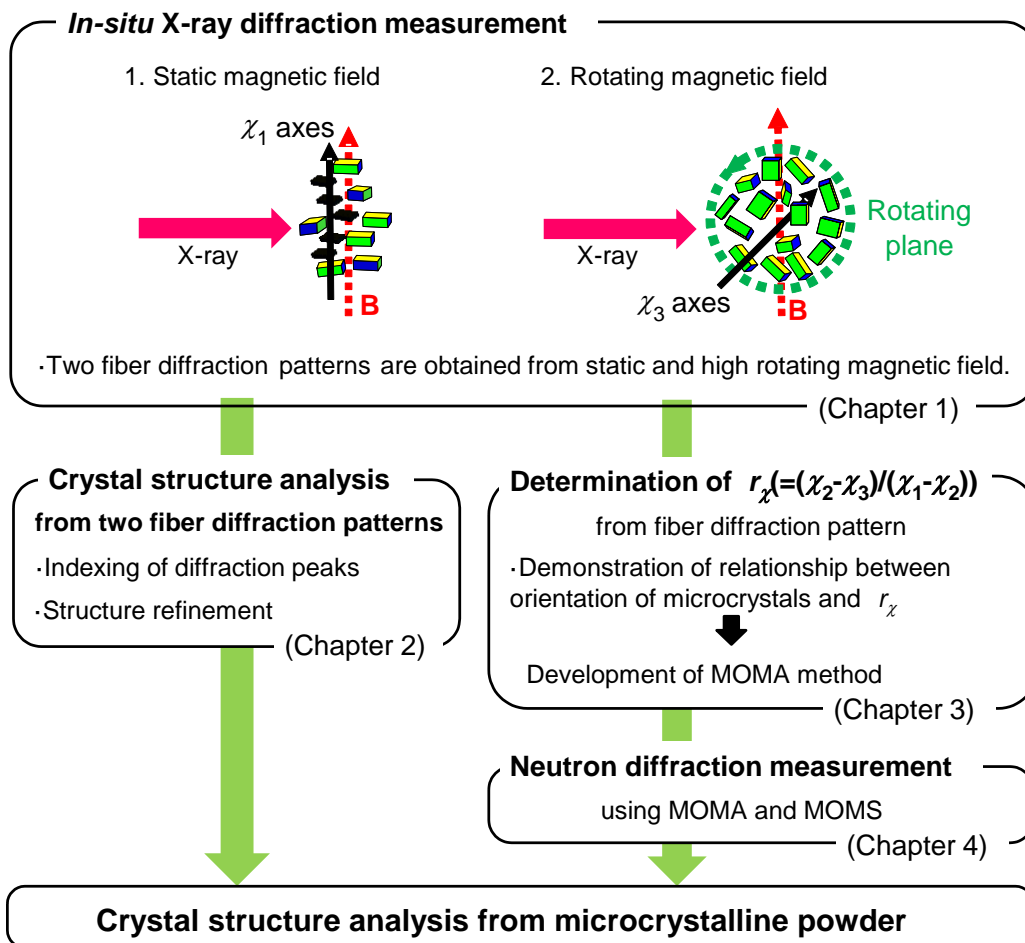 In-situ X-ray diffraction measurement
1. Static magnetic field
2. Rotating magnetic field
χ1 axes
X-ray
B
X-ray
Rotating
plane
χ3 axes
B
·Two fiber diffraction patterns are obtained from static and high rotating magnetic field.
(Chapter 1)
Crystal structure analysis
from two fiber diffraction patterns
·Indexing of diffraction peaks
·Structure refinement
(Chapter 2)
Determination of rχ(=(χ2-χ3)/(χ1-χ2))
from fiber diffraction pattern
·Demonstration of relationship between
orientation of microcrystals and rχ
Development of MOMA method
(Chapter 3)
Neutron diffraction measurement
using MOMA and MOMS
(Chapter 4)
Crystal structure analysis from microcrystalline powder